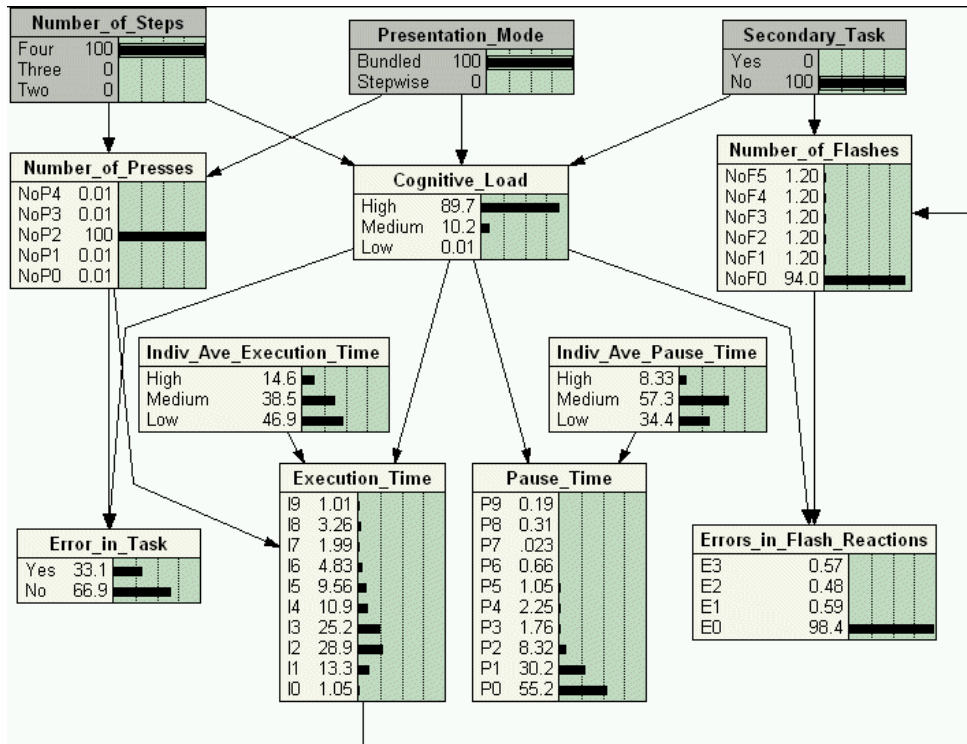 Number_of_Steps
Four 100
Three 0
Two 0
Presentation_Mode
Bundled 100
Stepwise 0
Secondary_Task
Yes 0
No 100
Number_of_Presses
NoP4 0.01
NoP3 0.01
NoP2 100
NoP1 0.01
NoP0 0.01
Cognitive_Load
High 89.7
Medium 10.2
Low 0.01
Number_of_Flashes
NoF5 1.20
NoF4 1.20
NoF3 1.20
NoF2 1.20
NoF1 1.20
NoF0 94.0
Indiv_Ave_Execution_Time
High 14.6
Medium 38.5
Low 46.9
Indiv_Ave_Pause_Time
High 8.33
Medium 57.3
Low 34.4
Execution_Time
I9 1.01
I8 3.26
I7 1.99
I6 4.83
I5 9.56
I4 10.9
I3 25.2
I2 28.9
I1 13.3
I0 1.05
Pause_Time
P9 0.19
P8 0.31
P7 .023
P6 0.66
P5 1.05
P4 2.25
P3 1.76
P2 8.32
P1 30.2
P0 55.2
Error_in_Task
Yes 33.1
No 66.9
Errors_in_Flash_Reactions
E3 0.57
E2 0.48
E1 0.59
E0 98.4